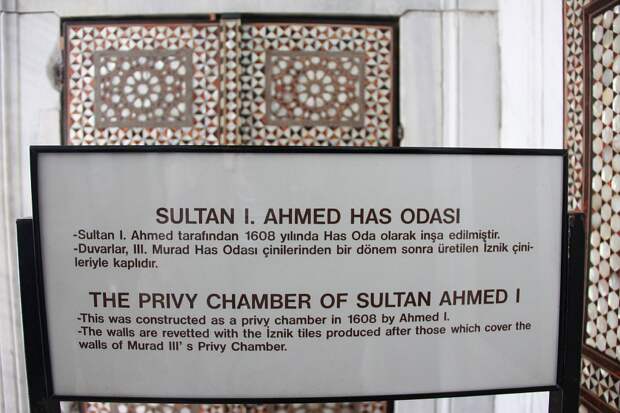 SULTAN I. AHMED HAS ODASI
-Sultan I. Ahmed tarafından 1608 yılında Has Oda olarak inşa edilmiştir.
-Duvarlar, III. Murad Has Odası çinilerinden bir dönem sonra üretilen İznik çini-
leriyle kaplıdır.
THE PRIVY CHAMBER OF SULTAN AHMED I
-This was constructed as a privy chamber in 1608 by Ahmed I.
-The walls are revetted with the İznik tiles produced after those which cover the
walls of Murad III' s Privy Chamber.